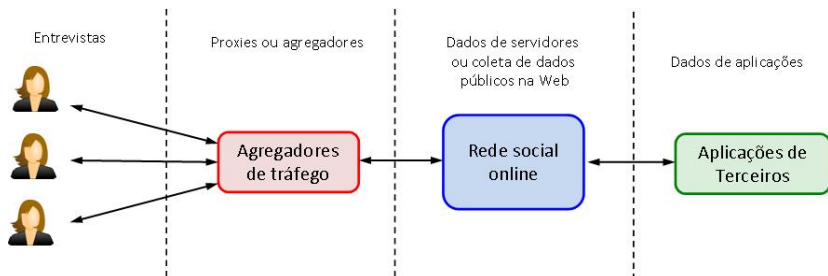 Entrevistas
Proxies ou agregadores
Dados de servidores
ou coleta de dados
públicos na Web
Dados de aplicações
Agregadores
de tráfego
Rede social
online
Aplicações de
Terceiros